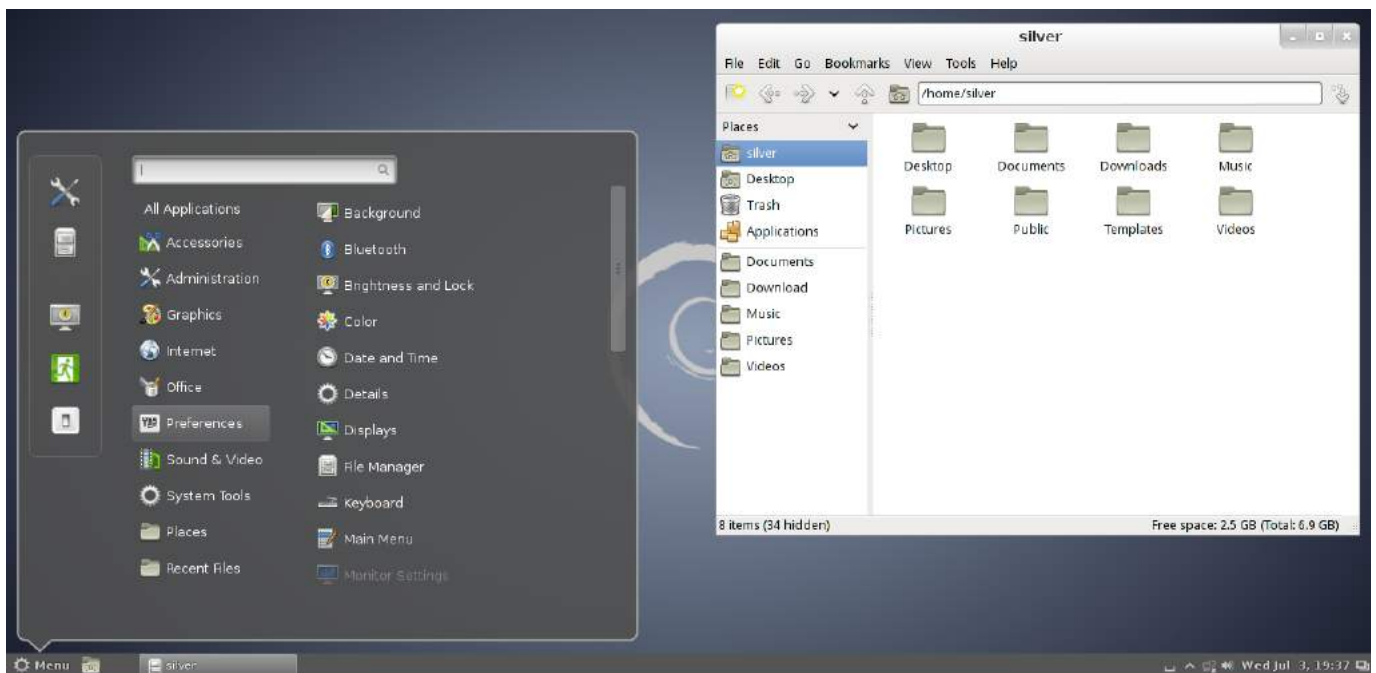 silver
File Edit Go Bookmarks View Tools Help
/home/silver
Places
silver
Desktop
Trash
Applications
Documents
Download
Music
Pictures
Videos
Desktop Documents Downloads Music
Pictures Public Templates Videos
8 items (34 hidden) Free space: 2.5 GB (Total: 6.9 GB)
All Applications
Accessories
Administration
Graphics
Internet
Office
Preferences
Sound & Video
System Tools
Places
Recent Files
Background
Bluetooth
Brightness and Lock
Color
Date and Time
Details
Displays
File Manager
Keyboard
Main Menu
Monitor Settings
Menu silver Wed Jul 3, 19:37